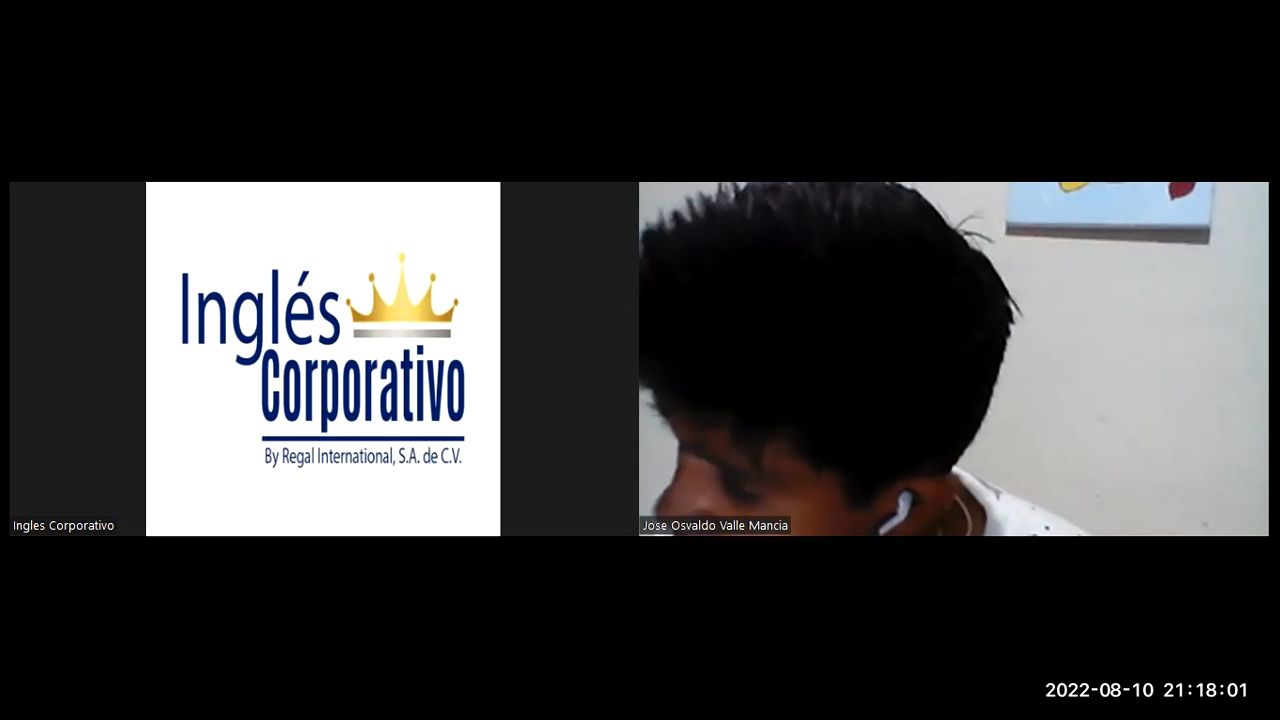 Inglés
Corporativo
By Regal International, S.A. de C.V.
Ingles Corporativo
Jose Osvaldo Valle Mancia
2022-08-10 21:18:01